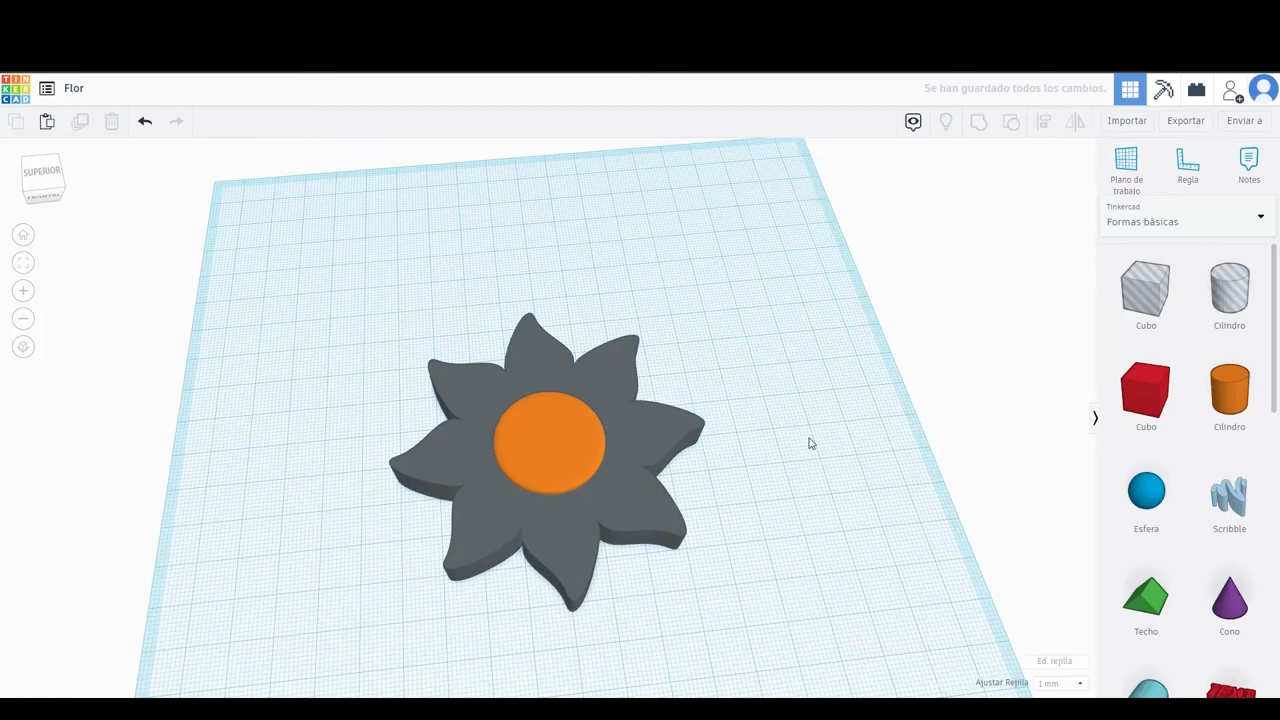 TIN
KER
CAD
Flor
Se han guardado todos los cambios.
Importar
Exportar
Enviar a
SUPERIOR
FRONTAL
Plano de
trabajo
Regla
Notes
Tinkercad
Formas básicas
Cubo
Cilindro
Cubo
Cilindro
Esfera
Scribble
Techo
Cono
Ed. rejilla
Ajustar Rejilla
1 mm